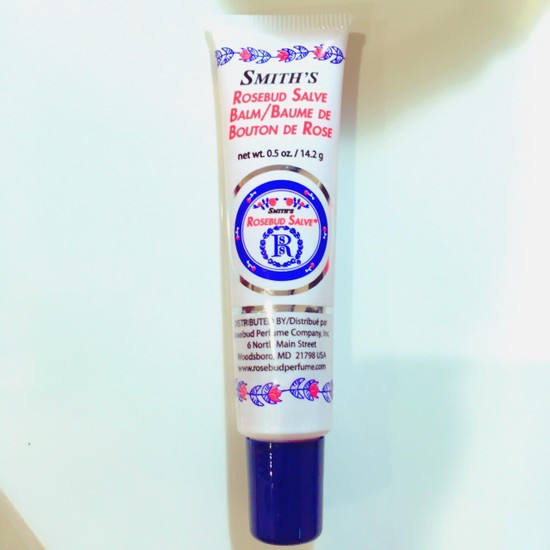 SMITH'S
ROSEBUD SALVE
BALM/BAUME DE
BOUTON DE ROSE
net wt. 0.5 oz. / 14.2 g
SMITH'S
ROSEBUD SALVE
R
DISTRIBUTED BY/Distribué par
Rosebud Perfume Company, Inc.
6 North Main Street
Woodsboro, MD 21798 USA
www.rosebudperfume.com